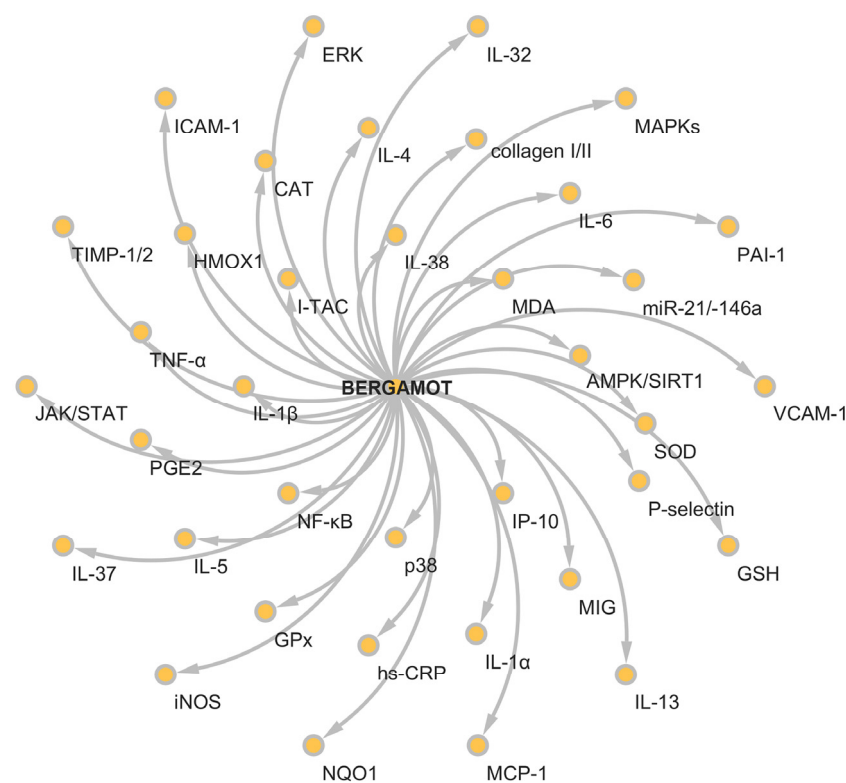 ERK
IL-32
ICAM-1
MAPKs
IL-4
collagen I/II
CAT
IL-6
TIMP-1/2
HMOX1
IL-38
PAI-1
I-TAC
MDA
miR-21/-146a
TNF-α
AMPK/SIRT1
BERGAMOT
JAK/STAT
IL-1β
VCAM-1
SOD
PGE2
P-selectin
NF-κB
IP-10
IL-37
IL-5
p38
GSH
MIG
GPx
IL-1α
hs-CRP
iNOS
IL-13
NQO1
MCP-1